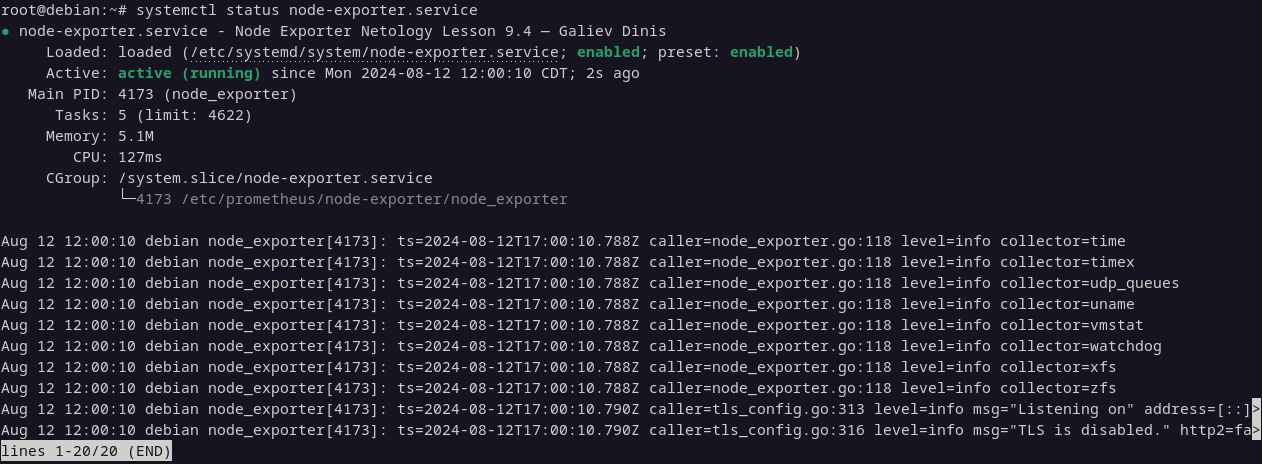 root@debian:~# systemctl status node-exporter.service
● node-exporter.service - Node Exporter Netology Lesson 9.4 — Galiev Dinis
     Loaded: loaded (/etc/systemd/system/node-exporter.service; enabled; preset: enabled)
     Active: active (running) since Mon 2024-08-12 12:00:10 CDT; 2s ago
   Main PID: 4173 (node_exporter)
      Tasks: 5 (limit: 4622)
     Memory: 5.1M
        CPU: 127ms
     CGroup: /system.slice/node-exporter.service
             └─4173 /etc/prometheus/node-exporter/node_exporter

Aug 12 12:00:10 debian node_exporter[4173]: ts=2024-08-12T17:00:10.788Z caller=node_exporter.go:118 level=info collector=time
Aug 12 12:00:10 debian node_exporter[4173]: ts=2024-08-12T17:00:10.788Z caller=node_exporter.go:118 level=info collector=timex
Aug 12 12:00:10 debian node_exporter[4173]: ts=2024-08-12T17:00:10.788Z caller=node_exporter.go:118 level=info collector=udp_queues
Aug 12 12:00:10 debian node_exporter[4173]: ts=2024-08-12T17:00:10.788Z caller=node_exporter.go:118 level=info collector=uname
Aug 12 12:00:10 debian node_exporter[4173]: ts=2024-08-12T17:00:10.788Z caller=node_exporter.go:118 level=info collector=vmstat
Aug 12 12:00:10 debian node_exporter[4173]: ts=2024-08-12T17:00:10.788Z caller=node_exporter.go:118 level=info collector=watchdog
Aug 12 12:00:10 debian node_exporter[4173]: ts=2024-08-12T17:00:10.788Z caller=node_exporter.go:118 level=info collector=xfs
Aug 12 12:00:10 debian node_exporter[4173]: ts=2024-08-12T17:00:10.788Z caller=node_exporter.go:118 level=info collector=zfs
Aug 12 12:00:10 debian node_exporter[4173]: ts=2024-08-12T17:00:10.790Z caller=tls_config.go:313 level=info msg="Listening on" address=[::]>
Aug 12 12:00:10 debian node_exporter[4173]: ts=2024-08-12T17:00:10.790Z caller=tls_config.go:316 level=info msg="TLS is disabled." http2=fa>
lines 1-20/20 (END)